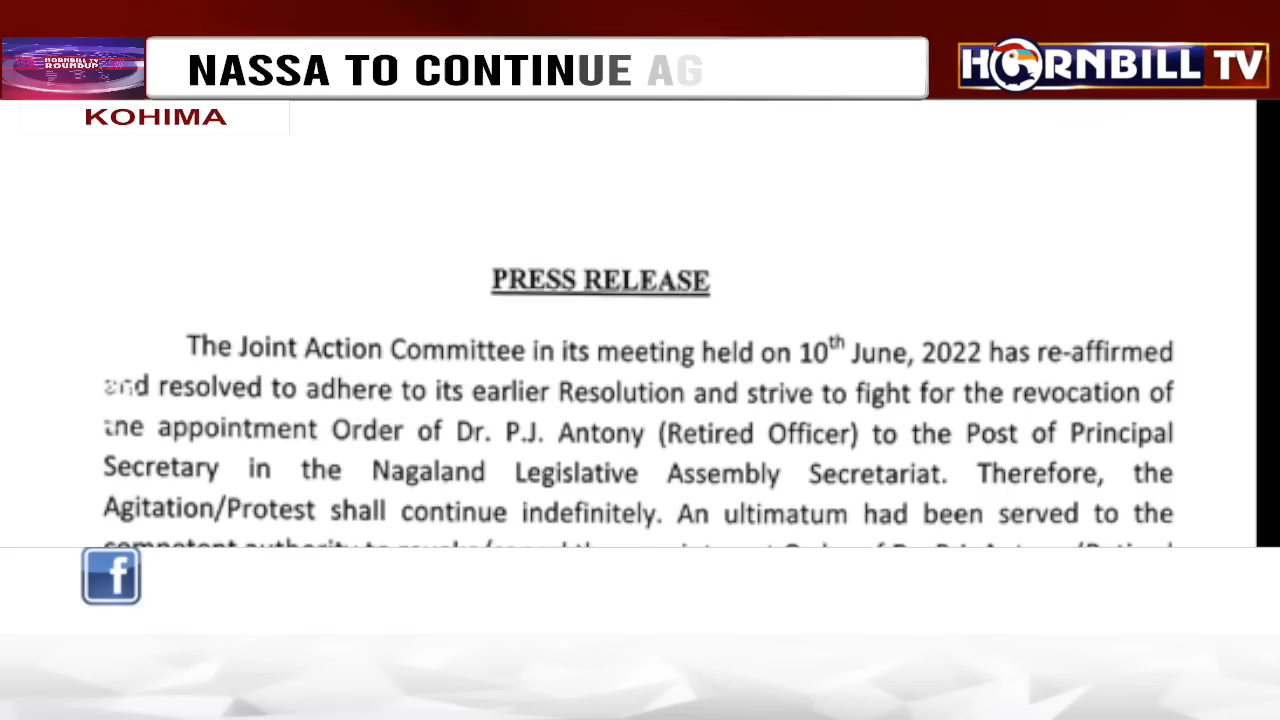 HORNBILL TV
ROUNDUP
NASSA TO CONTINUE AG
HORNBILL TV
KOHIMA
PRESS RELEASE
The Joint Action Committee in its meeting held on 10th June, 2022 has re-affirmed
and resolved to adhere to its earlier Resolution and strive to fight for the revocation of
the appointment Order of Dr. P.J. Antony (Retired Officer) to the Post of Principal
Secretary in the Nagaland Legislative Assembly Secretariat. Therefore, the
Agitation/Protest shall continue indefinitely. An ultimatum had been served to the
f